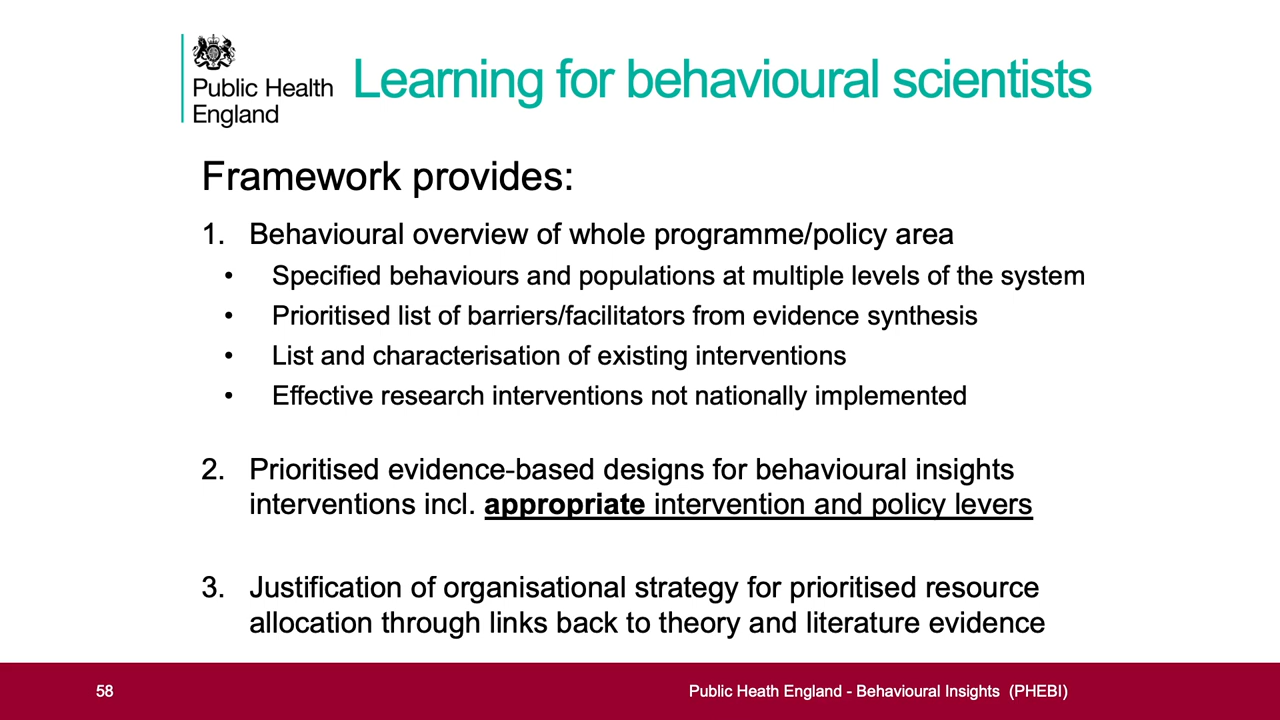 Public Health
England
Learning for behavioural scientists
Framework provides:
1. Behavioural overview of whole programme/policy area
• Specified behaviours and populations at multiple levels of the system
• Prioritised list of barriers/facilitators from evidence synthesis
• List and characterisation of existing interventions
• Effective research interventions not nationally implemented
2. Prioritised evidence-based designs for behavioural insights
interventions incl. appropriate intervention and policy levers
3. Justification of organisational strategy for prioritised resource
allocation through links back to theory and literature evidence
58
Public Heath England - Behavioural Insights (PHEBI)